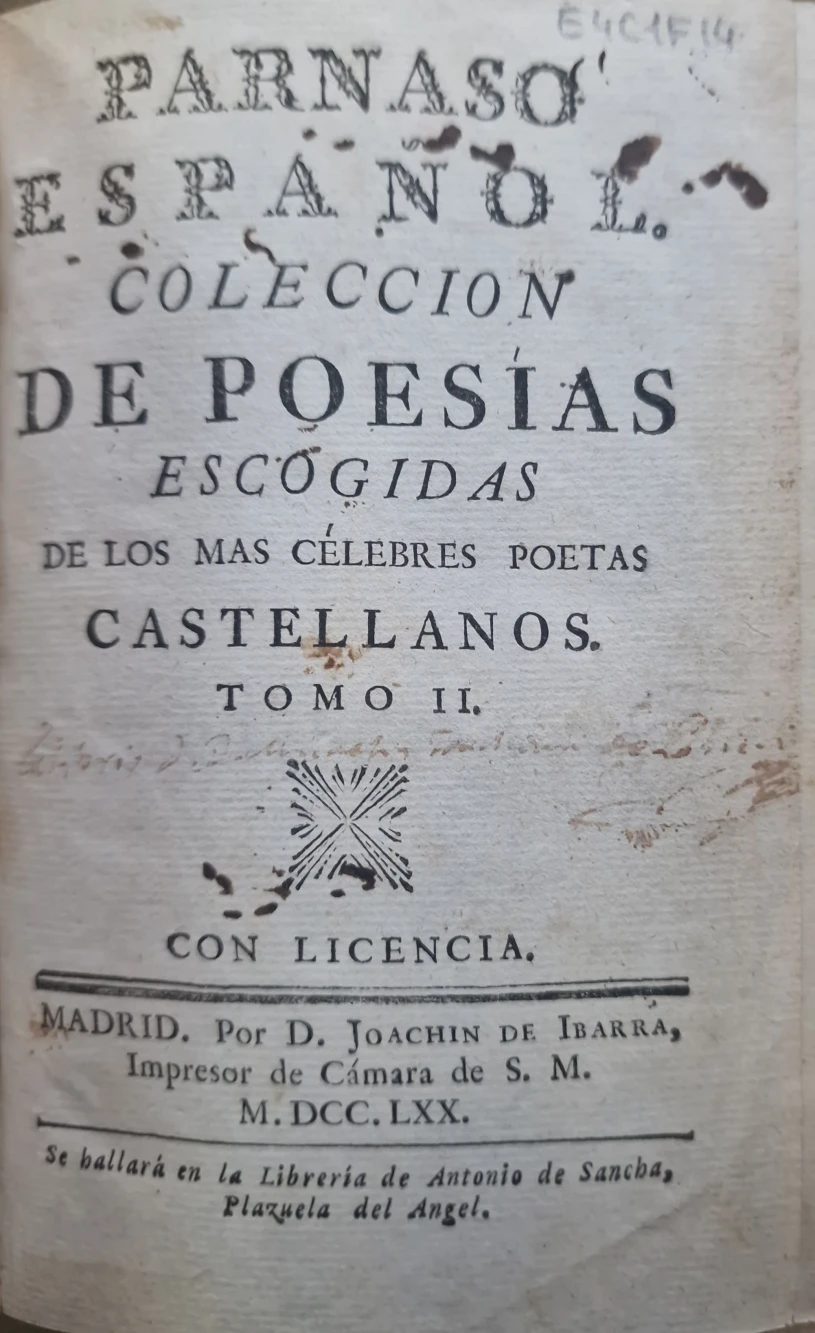 E4C1F14
PARNASO
ESPAÑOL.
COLECCION
DE POESÍAS
ESCOGIDAS
DE LOS MAS CÉLEBRES POETAS
CASTELLANOS.
TOMO II.
CON LICENCIA.
MADRID. Por D. JOACHIN DE IBARRA,
Impresor de Cámara de S. M.
M. DCC. LXX.
Se hallará en la Librería de Antonio de Sancha,
Plazuela del Angel.